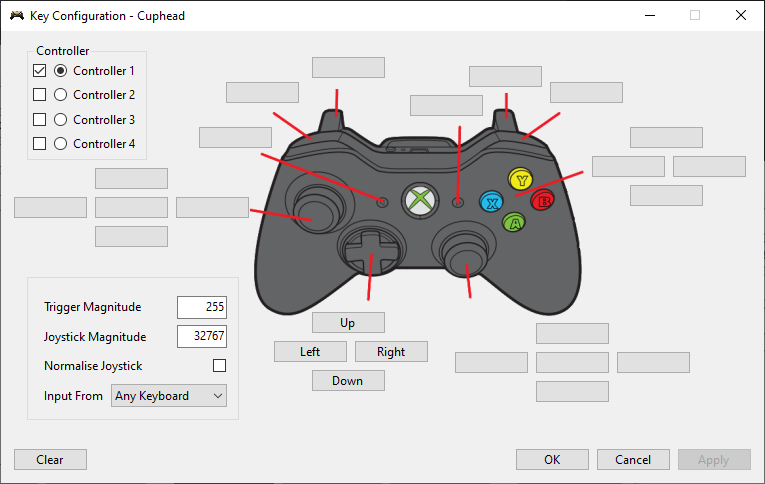 Key Configuration - Cuphead
Controller
Controller 1
Controller 2
Controller 3
Controller 4
Y
X
B
A
Trigger Magnitude 255
Joystick Magnitude 32767
Normalise Joystick
Input From Any Keyboard
Up
Left Right
Down
Clear OK Cancel Apply